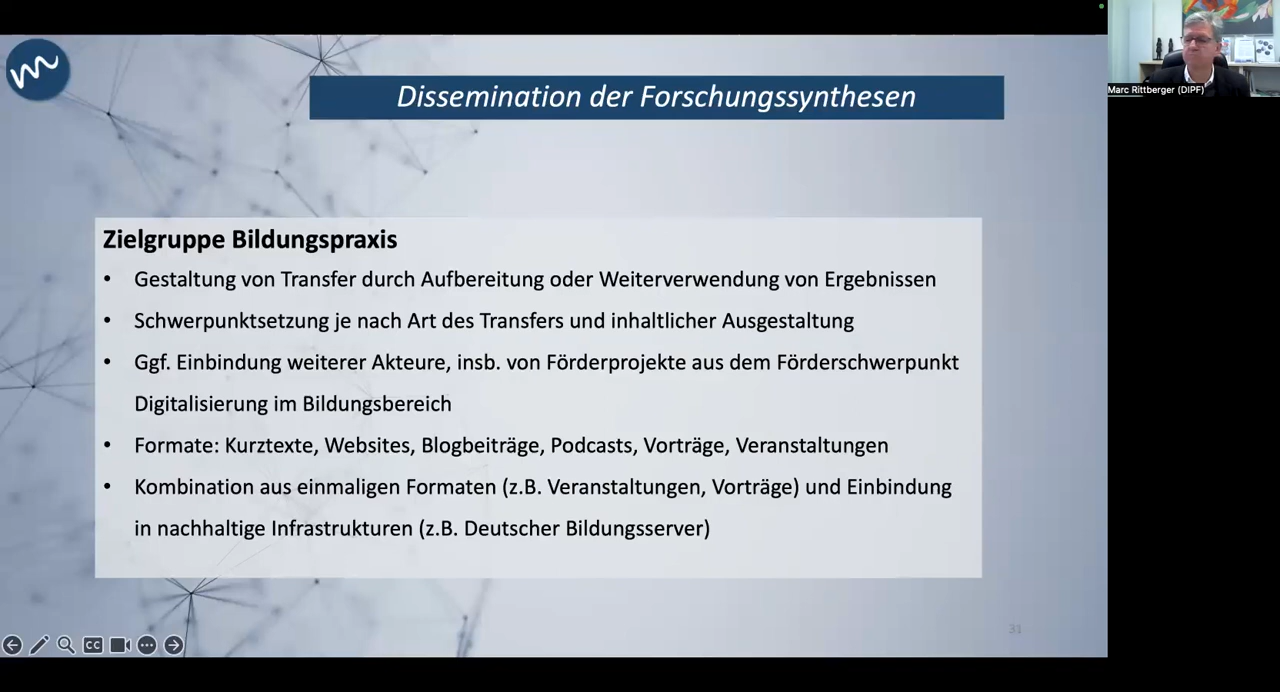 Dissemination der Forschungssynthesen
Marc Rittberger (DIPF)
Zielgruppe Bildungspraxis
• Gestaltung von Transfer durch Aufbereitung oder Weiterverwendung von Ergebnissen
• Schwerpunktsetzung je nach Art des Transfers und inhaltlicher Ausgestaltung
• Ggf. Einbindung weiterer Akteure, insb. von Förderprojekte aus dem Förderschwerpunkt
Digitalisierung im Bildungsbereich
• Formate: Kurztexte, Websites, Blogbeiträge, Podcasts, Vorträge, Veranstaltungen
• Kombination aus einmaligen Formaten (z.B. Veranstaltungen, Vorträge) und Einbindung
in nachhaltige Infrastrukturen (z.B. Deutscher Bildungsserver)
31
CC